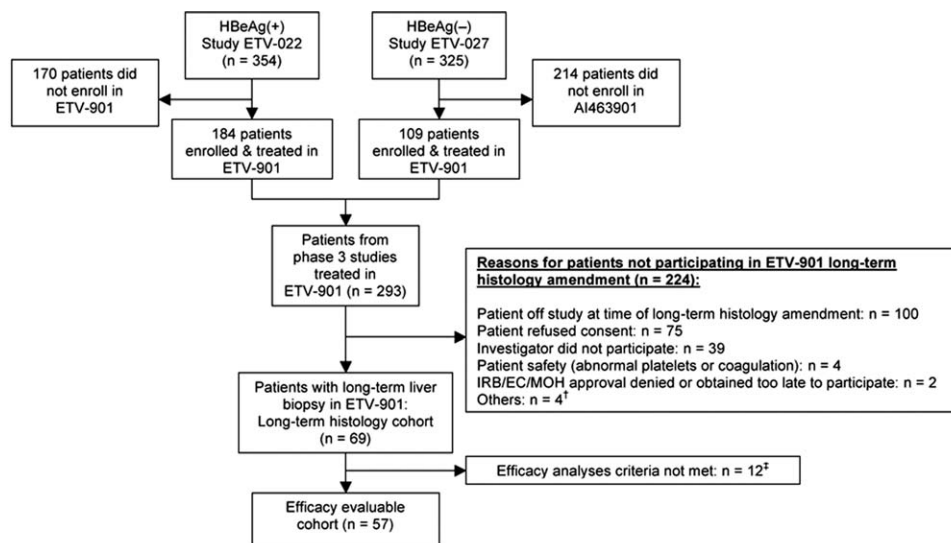 HBeAg(+)
Study ETV-022
(n = 354)
HBeAg(–)
Study ETV-027
(n = 325)
170 patients did
not enroll in
ETV-901
214 patients did
not enroll in
AI463901
184 patients
enrolled & treated in
ETV-901
109 patients
enrolled & treated in
ETV-901
Patients from
phase 3 studies
treated in
ETV-901 (n = 293)
Reasons for patients not participating in ETV-901 long-term
histology amendment (n = 224):
Patient off study at time of long-term histology amendment: n = 100
Patient refused consent: n = 75
Investigator did not participate: n = 39
Patient safety (abnormal platelets or coagulation): n = 4
IRB/EC/MOH approval denied or obtained too late to participate: n = 2
Others: n = 4†
Patients with long-term liver
biopsy in ETV-901:
Long-term histology cohort
(n = 69)
Efficacy analyses criteria not met: n = 12‡
Efficacy evaluable
cohort (n = 57)